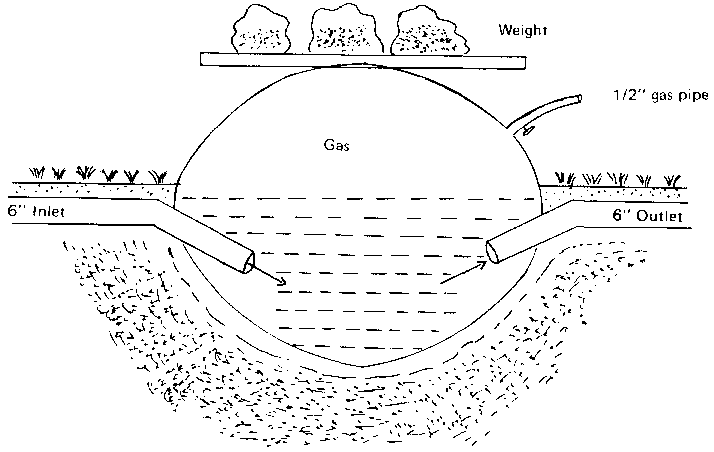 Weight
1/2" gas pipe
Gas
6" Inlet
6" Outlet